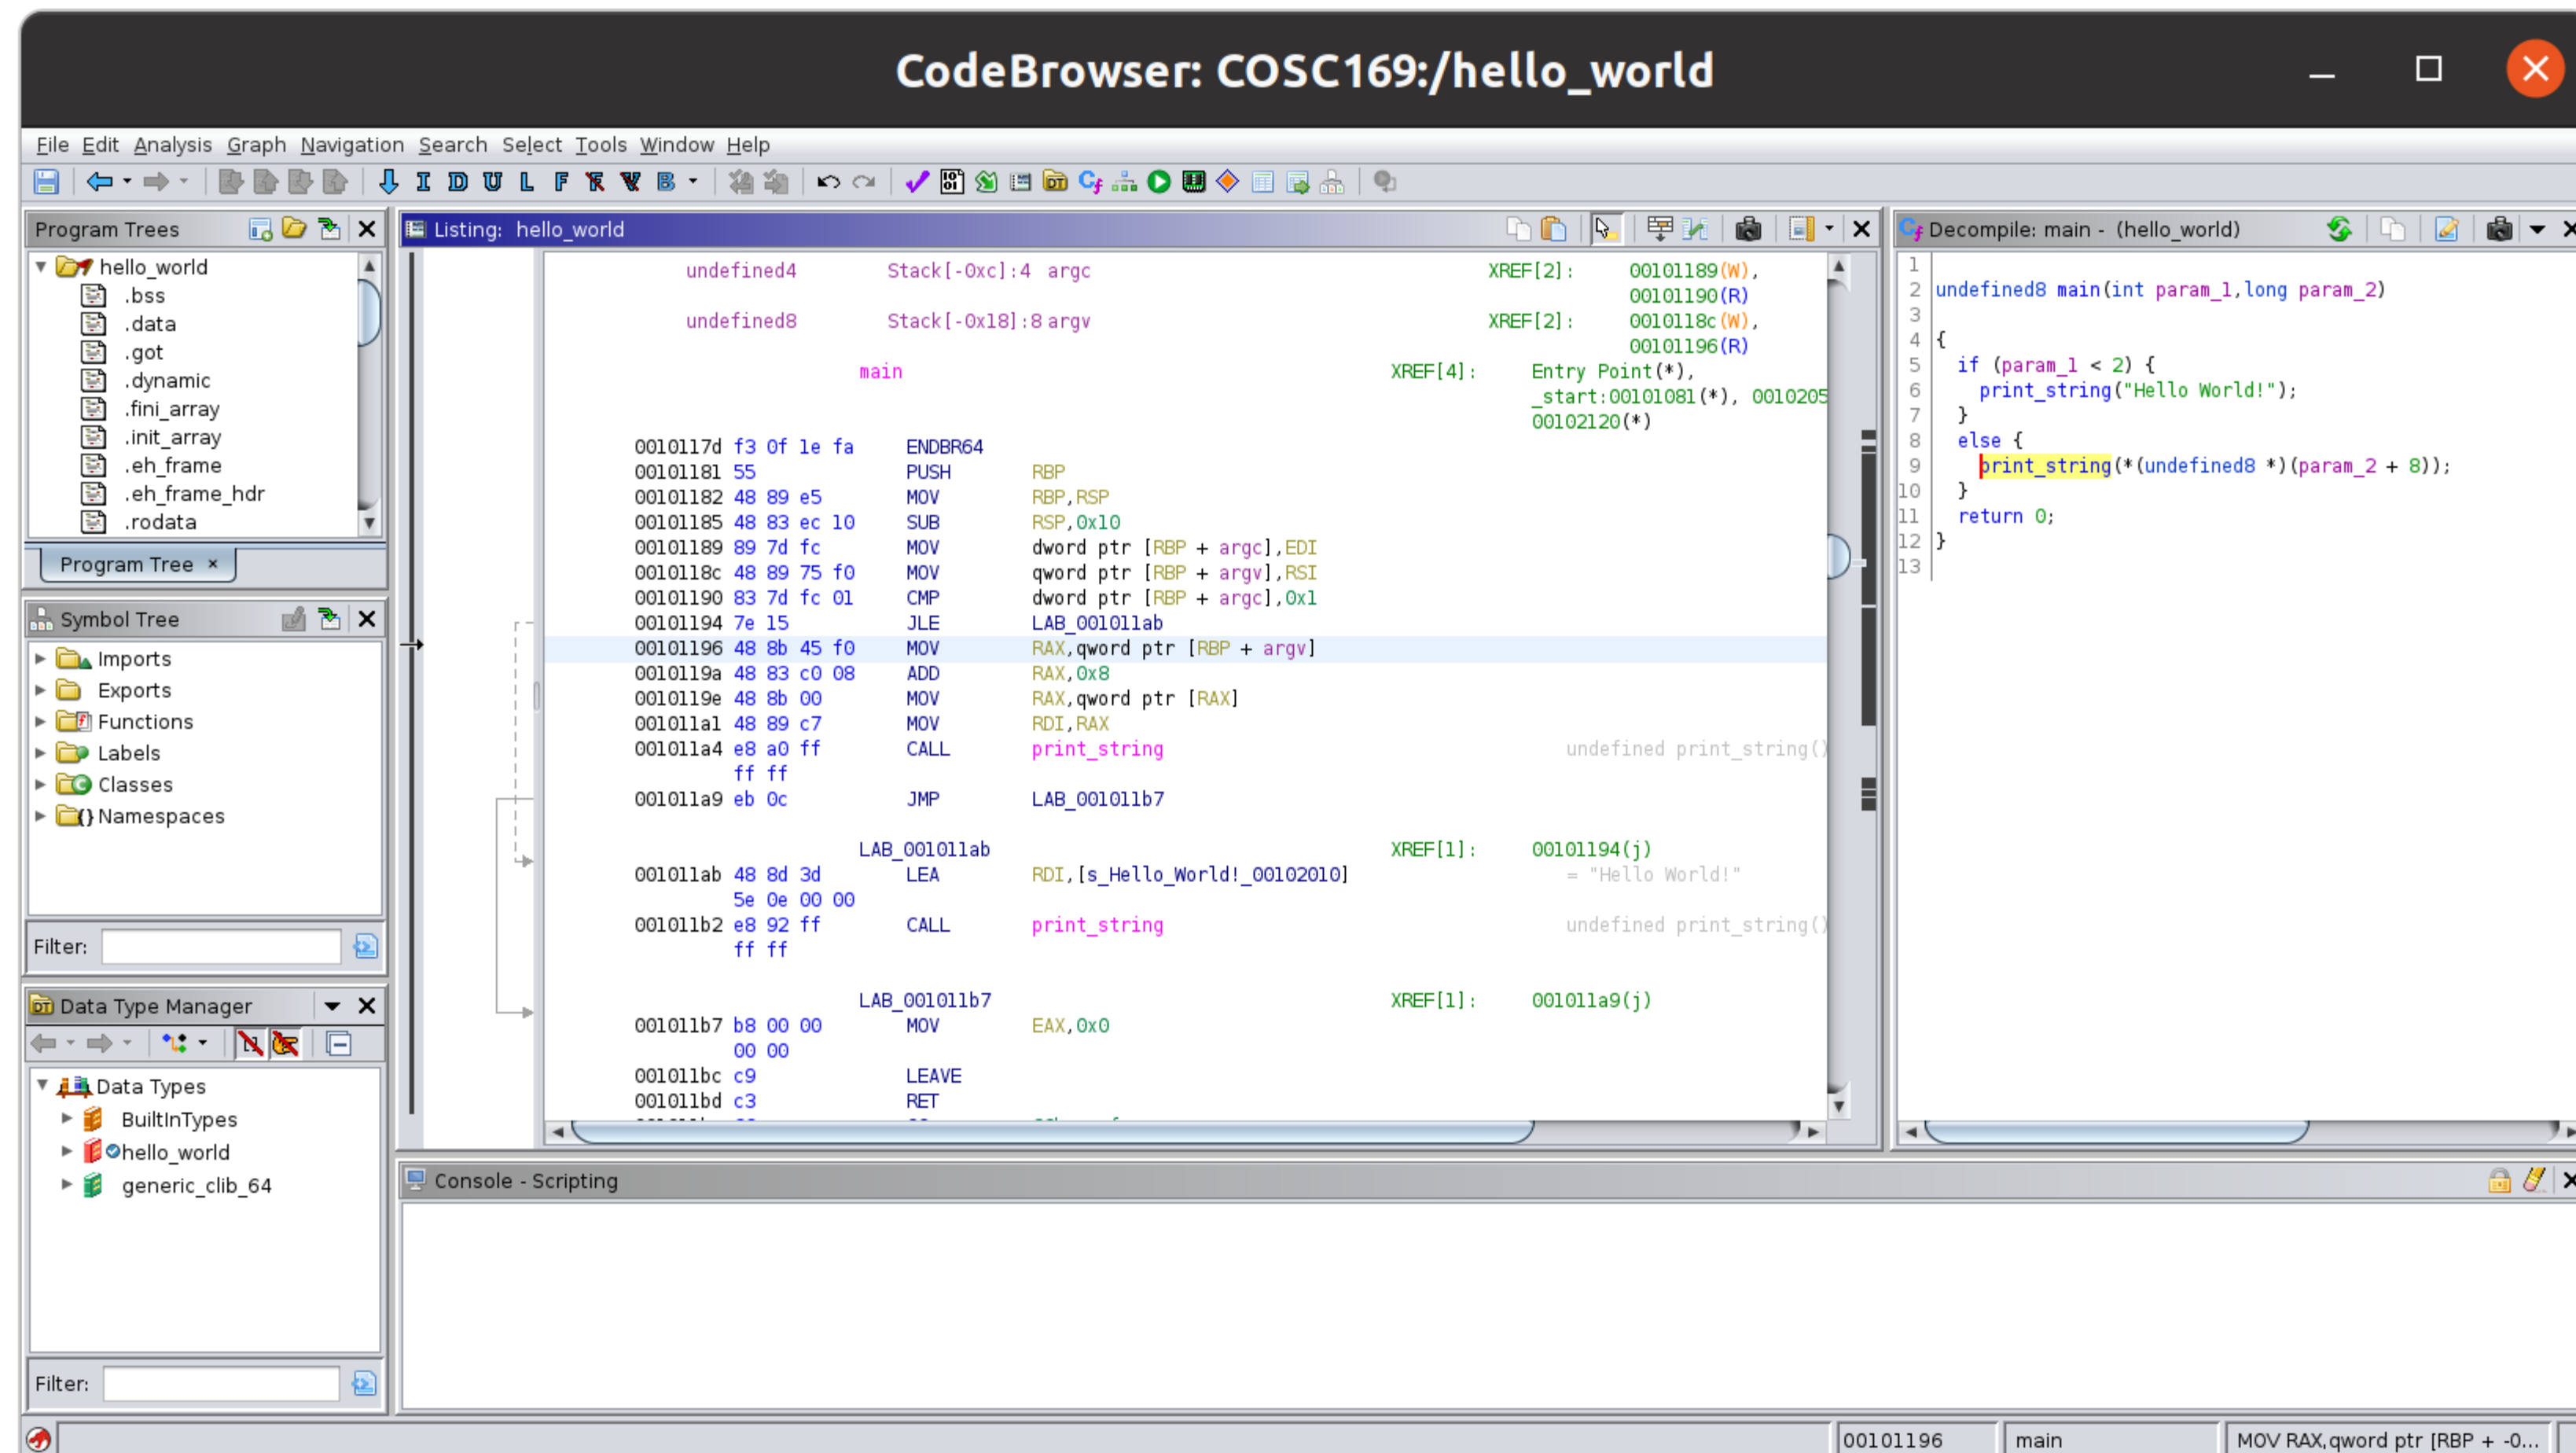 CodeBrowser: COSC169:/hello_world
File Edit Analysis Graph Navigation Search Select Tools Window Help
I D U L F B
Program Trees
hello_world
.bss
.data
.got
.dynamic
.fini_array
.init_array
.eh_frame
.eh_frame_hdr
.rodata
Program Tree ×
Symbol Tree
Imports
Exports
Functions
Labels
Classes
Namespaces
Filter:
Data Type Manager
Data Types
BuiltInTypes
hello_world
generic_clib_64
Filter:
Listing: hello_world
undefined4 Stack[-0xc]:4 argc XREF[2]: 00101189(W),
00101190(R)
undefined8 Stack[-0x18]:8 argv XREF[2]: 0010118c(W),
00101196(R)
main XREF[4]: Entry Point(*),
_start:00101081(*), 0010205
00102120(*)
0010117d f3 0f 1e fa ENDBR64
00101181 55 PUSH RBP
00101182 48 89 e5 MOV RBP,RSP
00101185 48 83 ec 10 SUB RSP,0x10
00101189 89 7d fc MOV dword ptr [RBP + argc],EDI
0010118c 48 89 75 f0 MOV qword ptr [RBP + argv],RSI
00101190 83 7d fc 01 CMP dword ptr [RBP + argc],0x1
00101194 7e 15 JLE LAB_001011ab
00101196 48 8b 45 f0 MOV RAX,qword ptr [RBP + argv]
0010119a 48 83 c0 08 ADD RAX,0x8
0010119e 48 8b 00 MOV RAX,qword ptr [RAX]
001011a1 48 89 c7 MOV RDI,RAX
001011a4 e8 a0 ff CALL print_string undefined print_string()
ff ff
001011a9 eb 0c JMP LAB_001011b7
LAB_001011ab XREF[1]: 00101194(j)
001011ab 48 8d 3d LEA RDI,[s_Hello_World!_00102010] = "Hello World!"
5e 0e 00 00
001011b2 e8 92 ff CALL print_string undefined print_string()
ff ff
LAB_001011b7 XREF[1]: 001011a9(j)
001011b7 b8 00 00 MOV EAX,0x0
00 00
001011bc c9 LEAVE
001011bd c3 RET
Decompile: main - (hello_world)
1
2 undefined8 main(int param_1,long param_2)
3
4 {
5 if (param_1 < 2) {
6 print_string("Hello World!");
7 }
8 else {
9 print_string(*(undefined8 *)(param_2 + 8));
10 }
11 return 0;
12 }
13
Console - Scripting
00101196 main MOV RAX,qword ptr [RBP + -0...